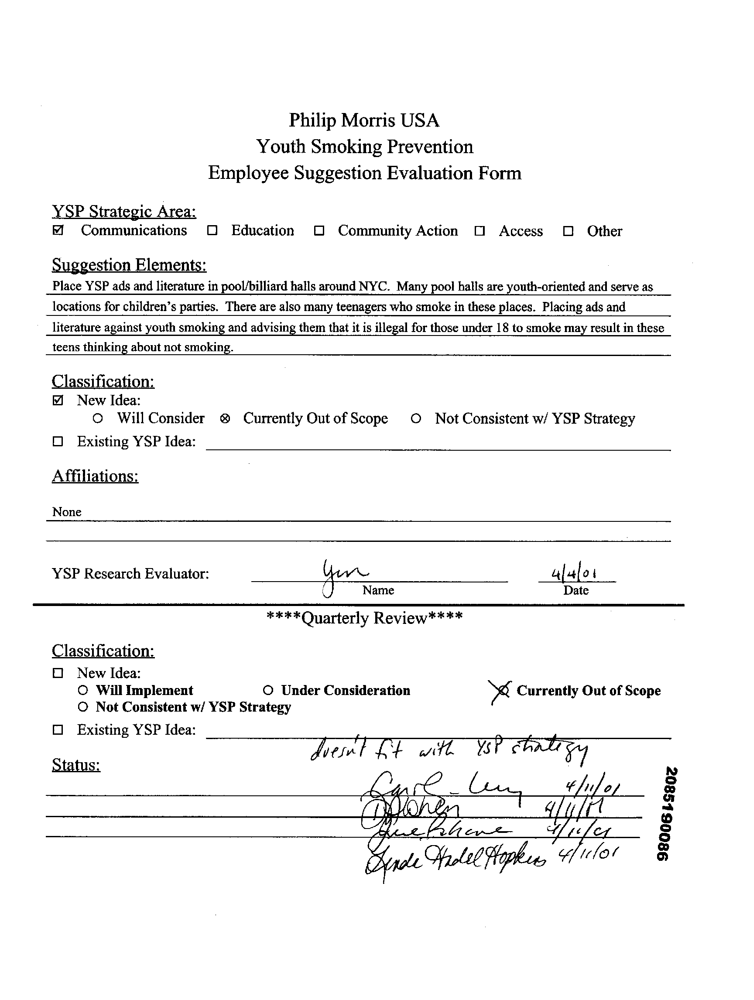 Philip Morris USA
Youth Smoking Prevention
Employee Suggestion Evaluation Form
YSP Strategic Area:
☑ Communications ☐ Education ☐ Community Action ☐ Access ☐ Other
Suggestion Elements:
Place YSP ads and literature in pool/billiard halls around NYC. Many pool halls are youth-oriented and serve as
locations for children's parties. There are also many teenagers who smoke in these places. Placing ads and
literature against youth smoking and advising them that it is illegal for those under 18 to smoke may result in these
teens thinking about not smoking.
Classification:
☑ New Idea:
○ Will Consider ⊗ Currently Out of Scope ○ Not Consistent w/ YSP Strategy
☐ Existing YSP Idea:
Affiliations:
None
YSP Research Evaluator: 4/4/01
Name Date
****Quarterly Review****
Classification:
☐ New Idea:
○ Will Implement ○ Under Consideration ⊗ Currently Out of Scope
○ Not Consistent w/ YSP Strategy
☐ Existing YSP Idea:
doesn't fit with YSP strategy
Status:
4/11/01
4/11/01
4/11/01
Hopkins 4/11/01
2085190086